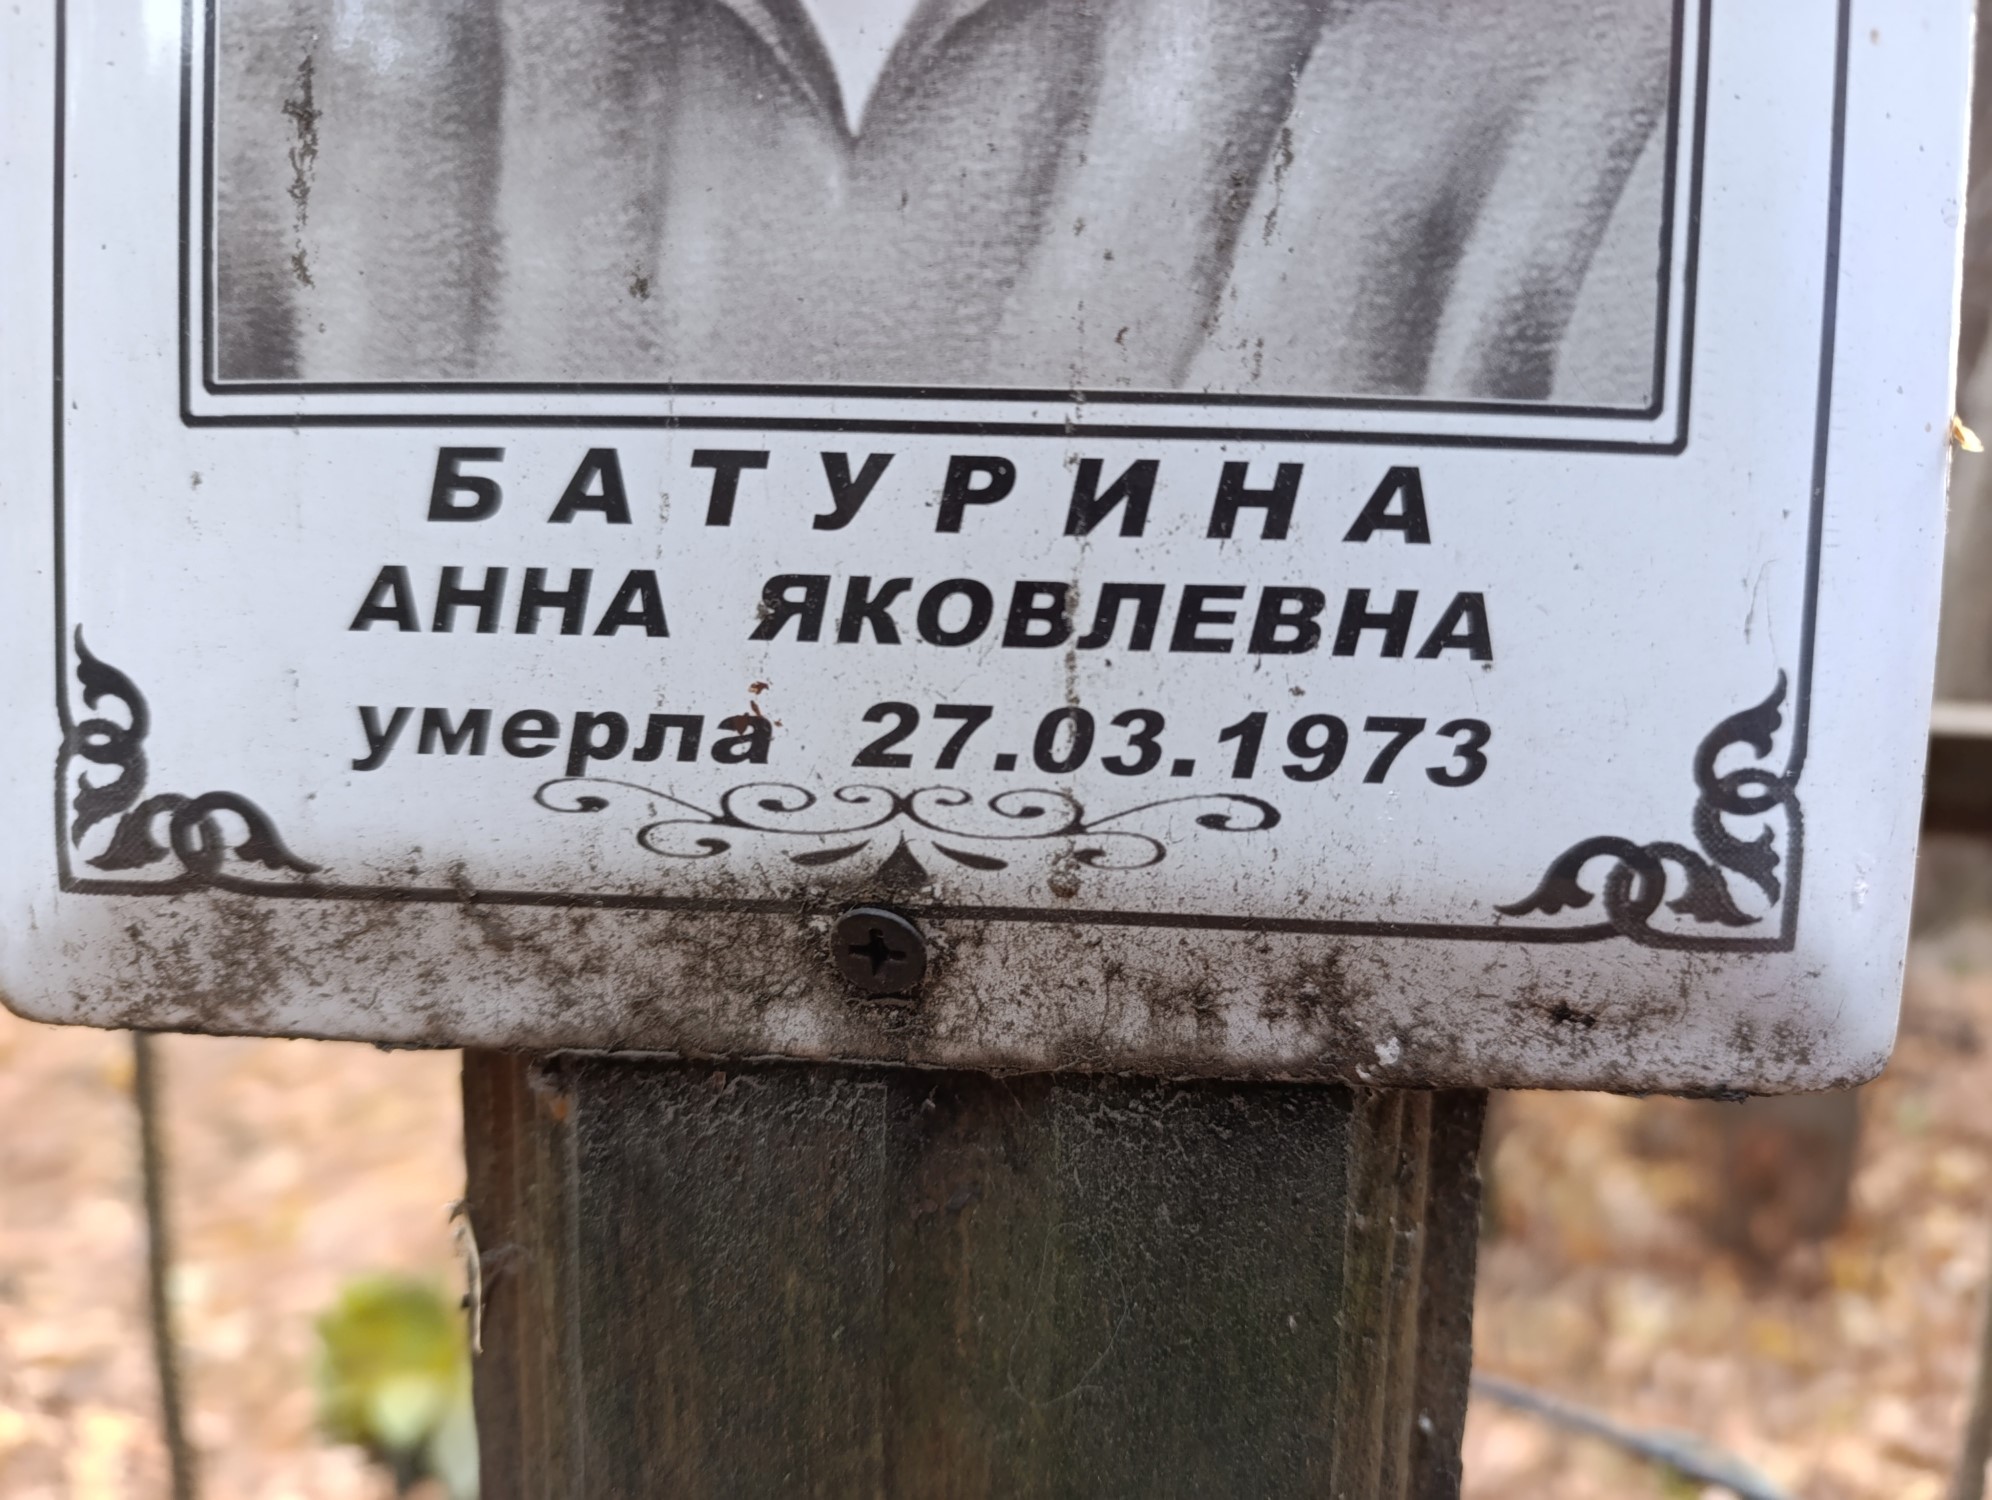 БАТУРИНА
АННА ЯКОВЛЕВНА
умерла 27.03.1973